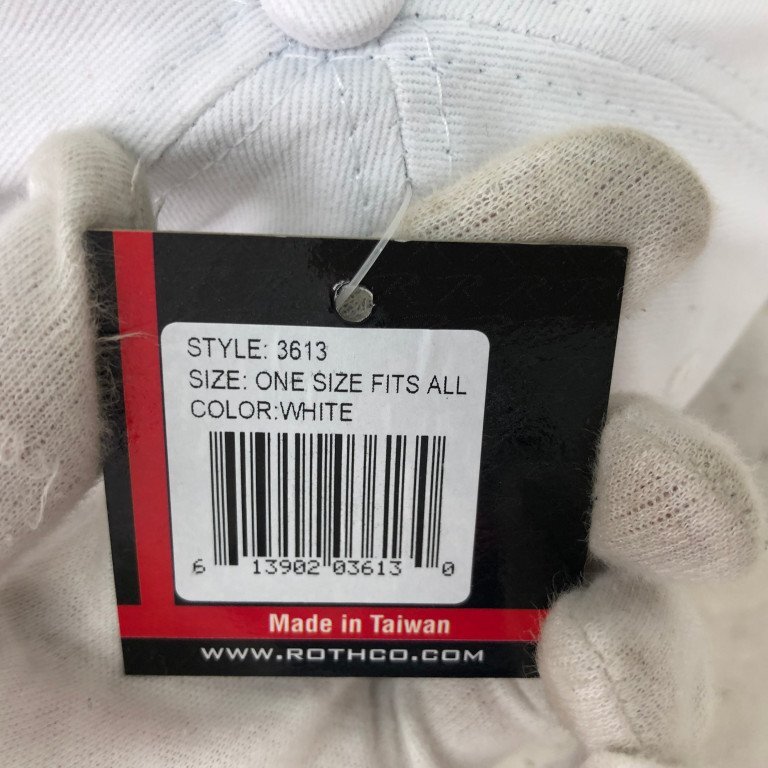 STYLE: 3613
SIZE: ONE SIZE FITS ALL
COLOR:WHITE
6 13902 03613 0
Made in Taiwan
WWW.ROTHCO.COM